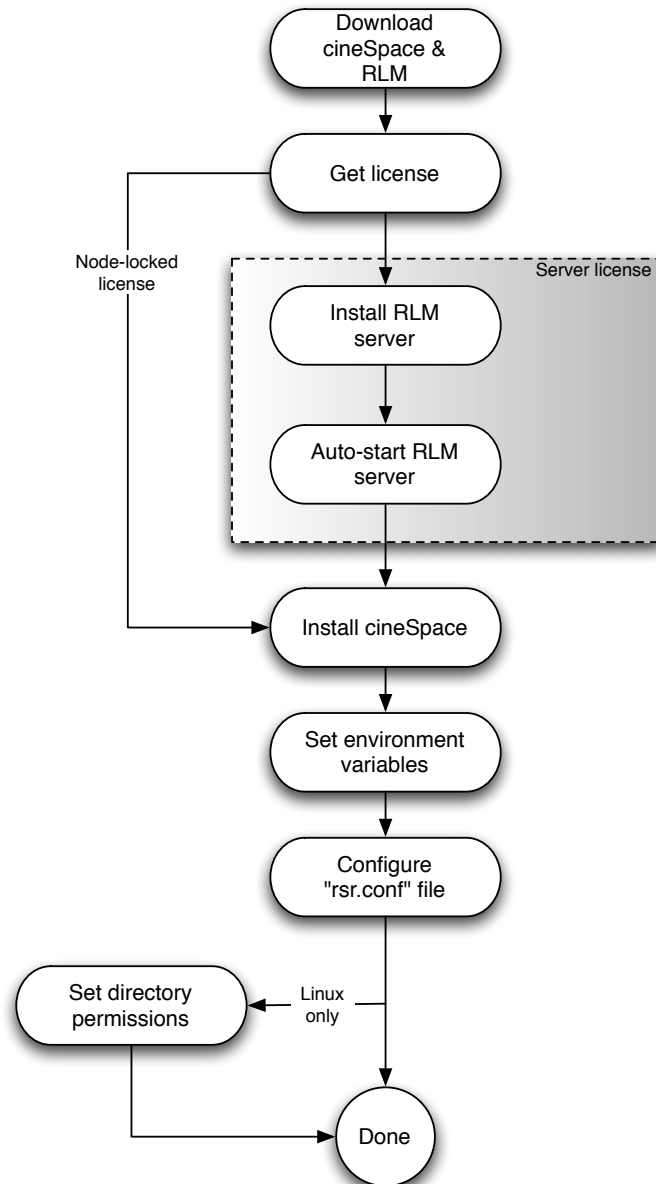 Download
cineSpace &
RLM
Get license
Node-locked
license
Server license
Install RLM
server
Auto-start RLM
server
Install cineSpace
Set environment
variables
Configure
"rsr.conf" file
Set directory
permissions
Linux
only
Done